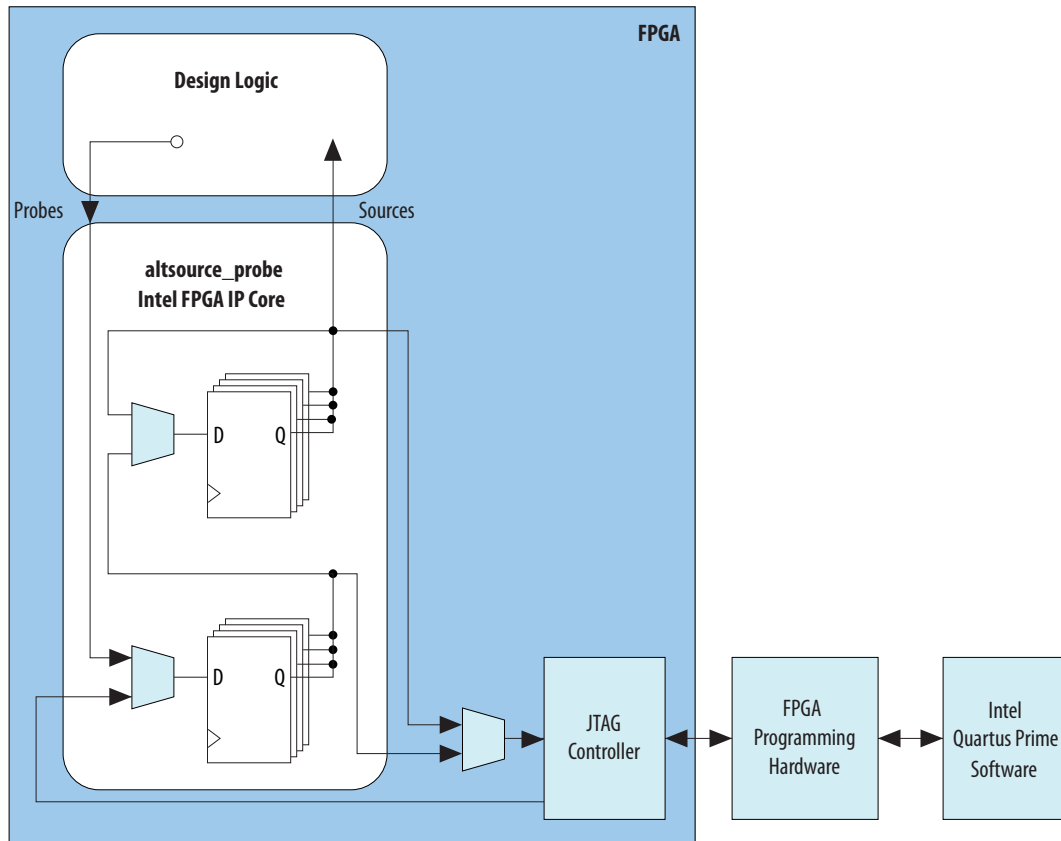 FPGA
Design Logic
Probes
Sources
altsource_probe
Intel FPGA IP Core
D
Q
D
Q
JTAG
Controller
FPGA
Programming
Hardware
Intel
Quartus Prime
Software